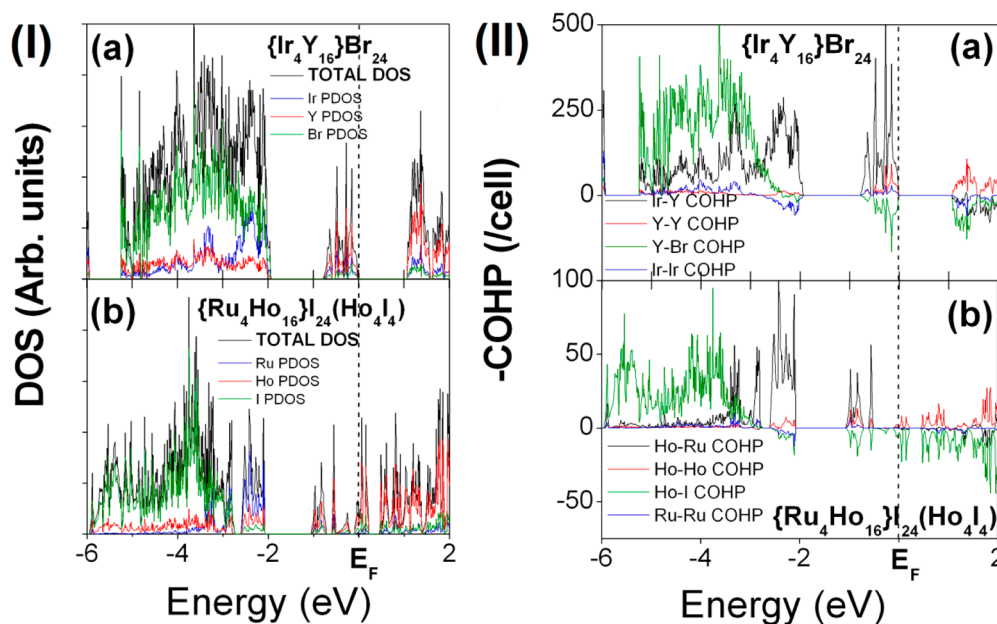 (I)
DOS (Arb. units)
(a)
{Ir4Y16}Br24
TOTAL DOS
Ir PDOS
Y PDOS
Br PDOS
(b)
{Ru4Ho16}I24(Ho4I4)
TOTAL DOS
Ru PDOS
Ho PDOS
I PDOS
-6 -4 -2 0 2
EF
Energy (eV)
(II)
-COHP (/cell)
500
250
0
{Ir4Y16}Br24
(a)
Ir-Y COHP
Y-Y COHP
Y-Br COHP
Ir-Ir COHP
100
50
0
-50
(b)
Ho-Ru COHP
Ho-Ho COHP
Ho-I COHP
Ru-Ru COHP
{Ru4Ho16}I24(Ho4I4)
-6 -4 -2 0 2
EF
Energy (eV)